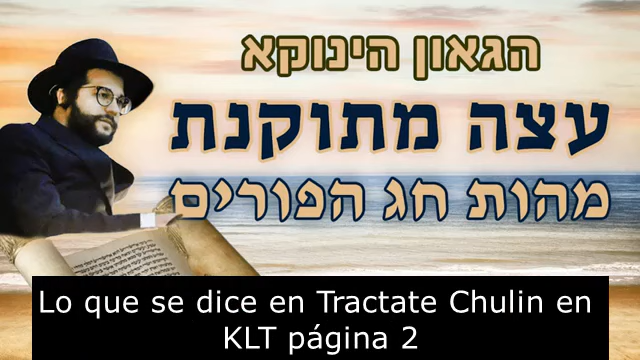 הגאון הינוקא
עצה מתוקנת
מהות חג הפורים
Lo que se dice en Tractate Chulin en
KLT página 2